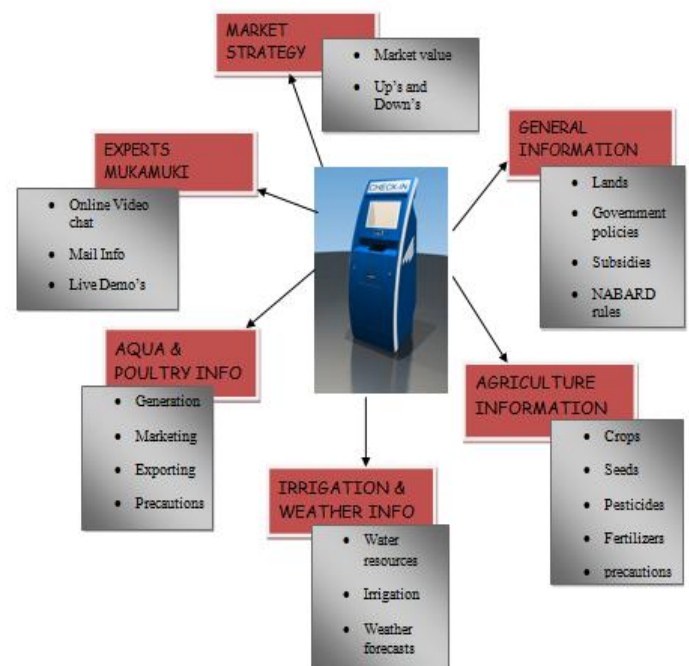 MARKET
STRATEGY
• Market value
• Up's and
Down's
GENERAL
INFORMATION
• Lands
• Government
policies
• Subsidies
• NABARD
rules
EXPERTS
MUKAMUKI
• Online Video
chat
• Mail Info
• Live Demo's
CHECK-IN
AQUA &
POULTRY INFO
• Generation
• Marketing
• Exporting
• Precautions
AGRICULTURE
INFORMATION
• Crops
• Seeds
• Pesticides
• Fertilizers
• precautions
IRRIGATION &
WEATHER INFO
• Water
resources
• Irrigation
• Weather
forecasts